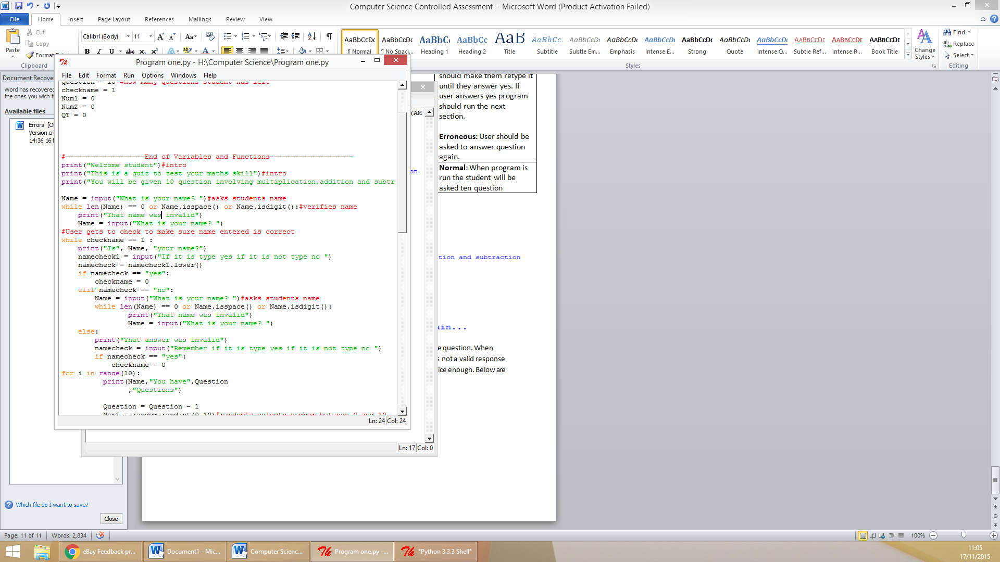 Computer Science Controlled Assessment - Microsoft Word (Product Activation Failed)
File Home Insert Page Layout References Mailings Review View
Paste
Cut
Copy
Format
Clipboard
Calibri (Body) 11
AaBbCcDc AaBbCcDc AaBbCc AaBbCc AaB AaBbCc. AaBbCcDc AaBbCcDc AaBbCcDc AaBbCcDc AaBbCcDc AaBbCcDc AABBCCDE AABBCCDE AABBCCDE
¶ Normal ¶ No Spaci... Heading 1 Heading 2 Title Subtitle Subtle Em... Emphasis Intense E... Strong Quote Intense Q... Subtle Ref... Intense R... Book Title
Styles
Change Styles
Find
Replace
Select
Editing
Document Recover
Word has recovered
the ones you wish t
Available files
Errors [Or
Version cr
14:36 16
Which file do I want to save?
Close
Program one.py - H:\Computer Science\Program one.py
File Edit Format Run Options Windows Help
Question = 10 #how many questions student has left
checkname = 1
Num1 = 0
Num2 = 0
QT = 0
#-------------------End of Variables and Functions--------------------
print("Welcome student")#intro
print("This is a quiz to test your maths skill")#intro
print("You will be given 10 question involving multiplication,addition and subtr
Name = input("What is your name? ")#asks students name
while len(Name) == 0 or Name.isspace() or Name.isdigit():#verifies name
    print("That name was invalid")
    Name = input("What is your name? ")
#User gets to check to make sure name entered is correct
while checkname == 1 :
    print("Is", Name, "your name?")
    namecheck1 = input("If it is type yes if it is not type no ")
    namecheck = namecheck1.lower()
    if namecheck == "yes":
        checkname = 0
    elif namecheck == "no":
        Name = input("What is your name? ")#asks students name
        while len(Name) == 0 or Name.isspace() or Name.isdigit():
                print("That name was invalid")
                Name = input("What is your name? ")
    else:
        print("That answer was invalid")
        namecheck = input("Remember if it is type yes if it is not type no ")
        if namecheck == "yes":
            checkname = 0
for i in range(10):
          print(Name,"You have",Question
                ,"Questions")
          Question = Question - 1
          Num1 = random.randint(0,10)#randomly selects number between 0 and 10
Ln: 24 Col: 24
(AM
on
tion and subtraction
ain...
Ln: 17 Col: 0
should make them retype it
until they answer yes. If
user answers yes program
should run the next
section.
Erroneous: User should be
asked to answer question
again.
Normal: When program is
run the student will be
asked ten question
e question. When
s not a valid response
ice enough. Below are
Page: 11 of 11 Words: 2,834
100%
eBay Feedback pr... Document1 - Mic... Computer Scienc... Program one.py -... *Python 3.3.3 Shell*
11:05
17/11/2015